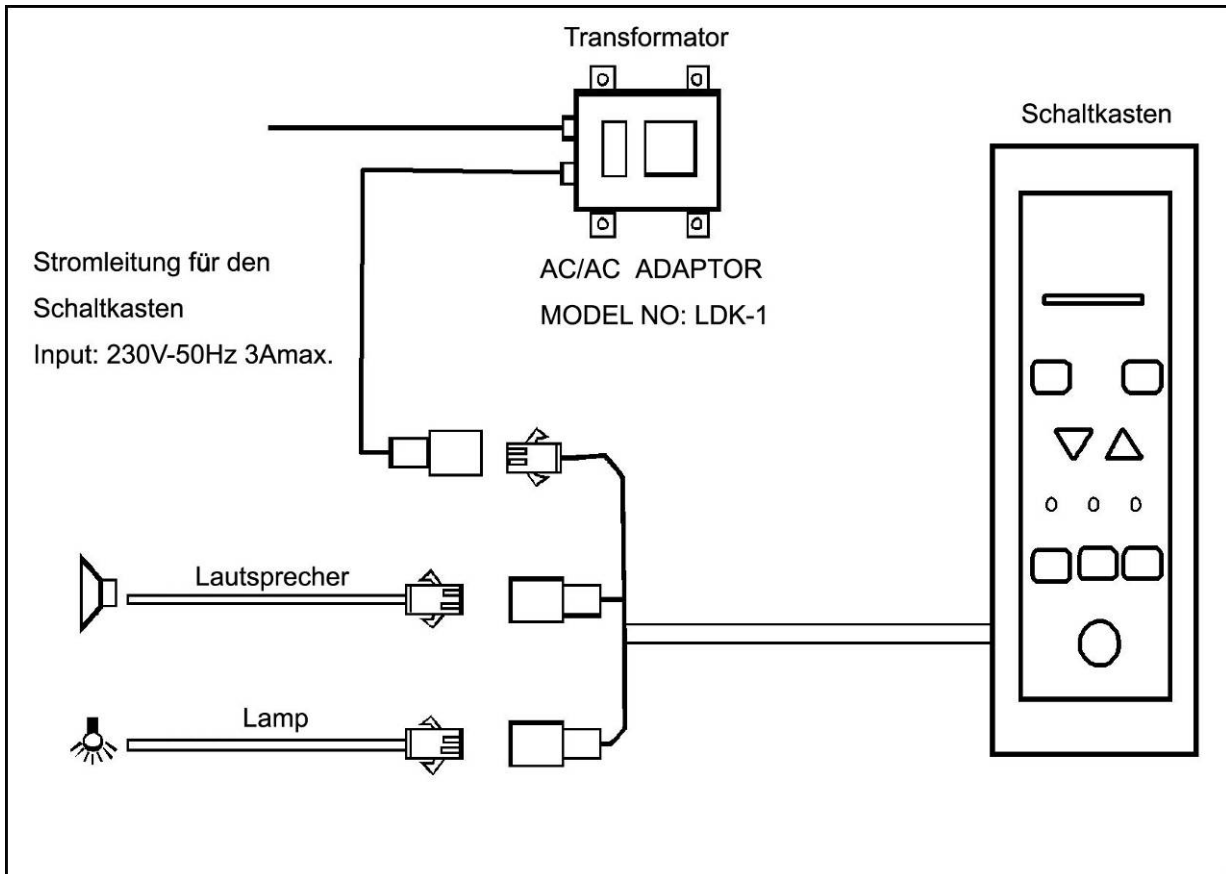 Transformator
Schaltkasten
AC/AC ADAPTOR
MODEL NO: LDK-1
Stromleitung für den
Schaltkasten
Input: 230V-50Hz 3Amax.
Lautsprecher
Lamp